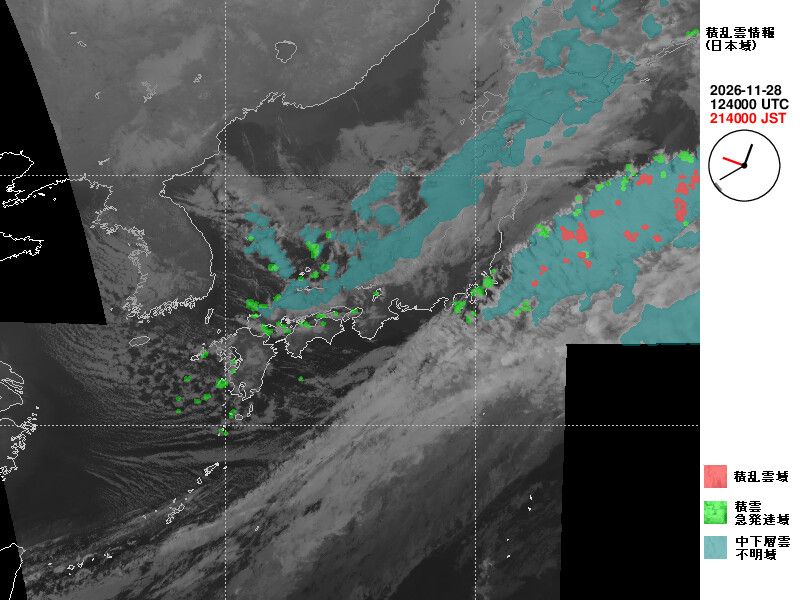 積乱雲情報
(日本域)
2026-11-28
124000 UTC
214000 JST
積乱雲域
積雲
急発達域
中下層雲
不明域